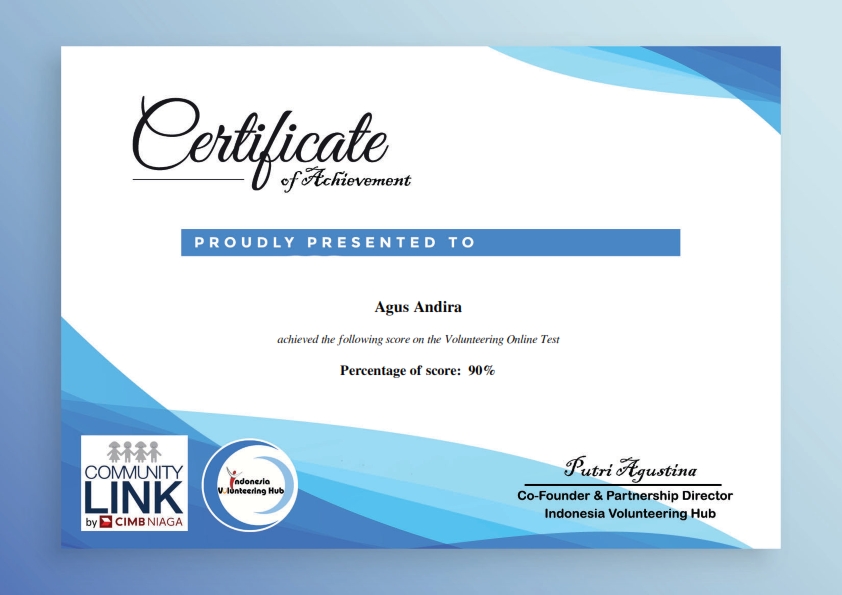 Certificate
of Achievement
PROUDLY PRESENTED TO
Agus Andira
achieved the following score on the Volunteering Online Test
Percentage of score: 90%
COMMUNITY
LINK
by CIMB NIAGA
Indonesia
Volunteering Hub
Putri Agustina
Co-Founder & Partnership Director
Indonesia Volunteering Hub